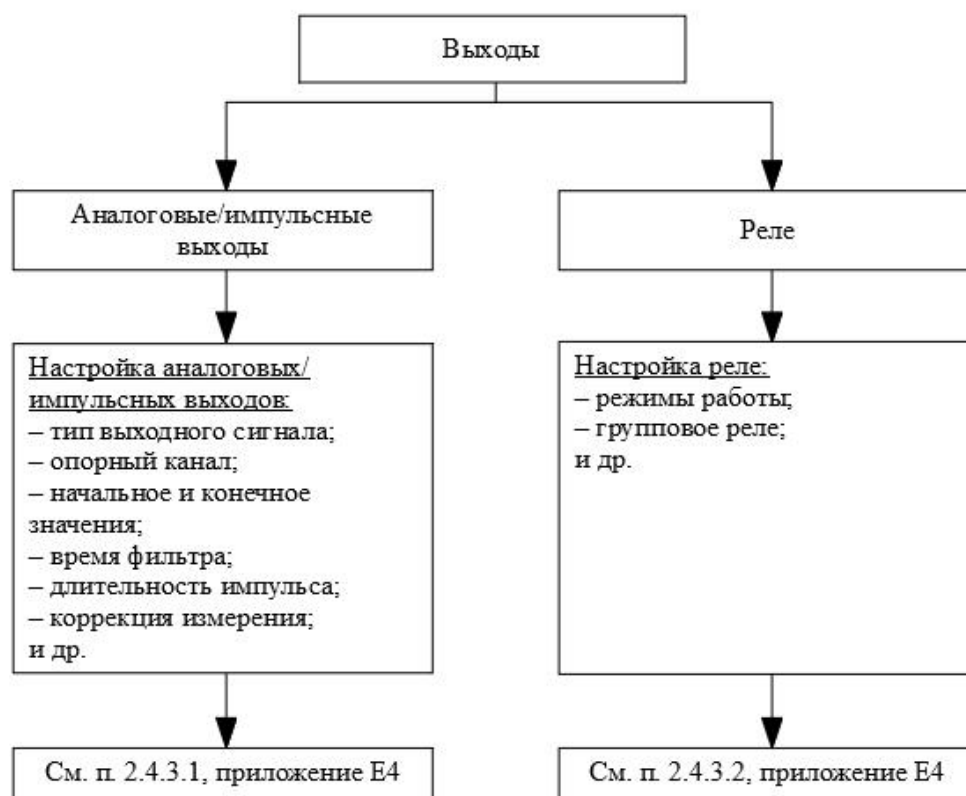 Выходы
Аналоговые/импульсные
выходы
Реле
Настройка аналоговых/
импульсных выходов:
– тип выходного сигнала;
– опорный канал;
– начальное и конечное
значения;
– время фильтра;
– длительность импульса;
– коррекция измерения;
и др.
Настройка реле:
– режимы работы;
– групповое реле;
и др.
См. п. 2.4.3.1, приложение Е4
См. п. 2.4.3.2, приложение Е4